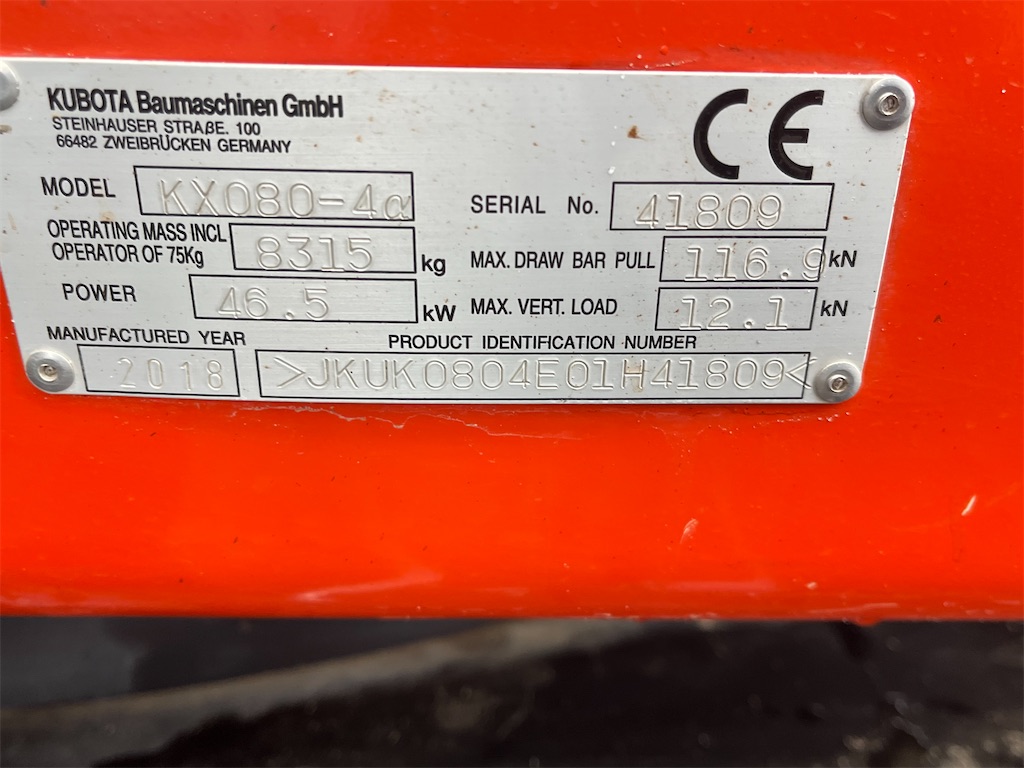 KUBOTA Baumaschinen GmbH
STEINHAUSER STRAßE. 100
66482 ZWEIBRÜCKEN GERMANY
CE
MODEL KX080-4α
SERIAL No. 41809
OPERATING MASS INCL
OPERATOR OF 75Kg 8315 kg
MAX. DRAW BAR PULL 116.9 kN
POWER 46.5 kW
MAX. VERT. LOAD 12.1 kN
MANUFACTURED YEAR
2018
PRODUCT IDENTIFICATION NUMBER
>JKUK0804E01H41809<